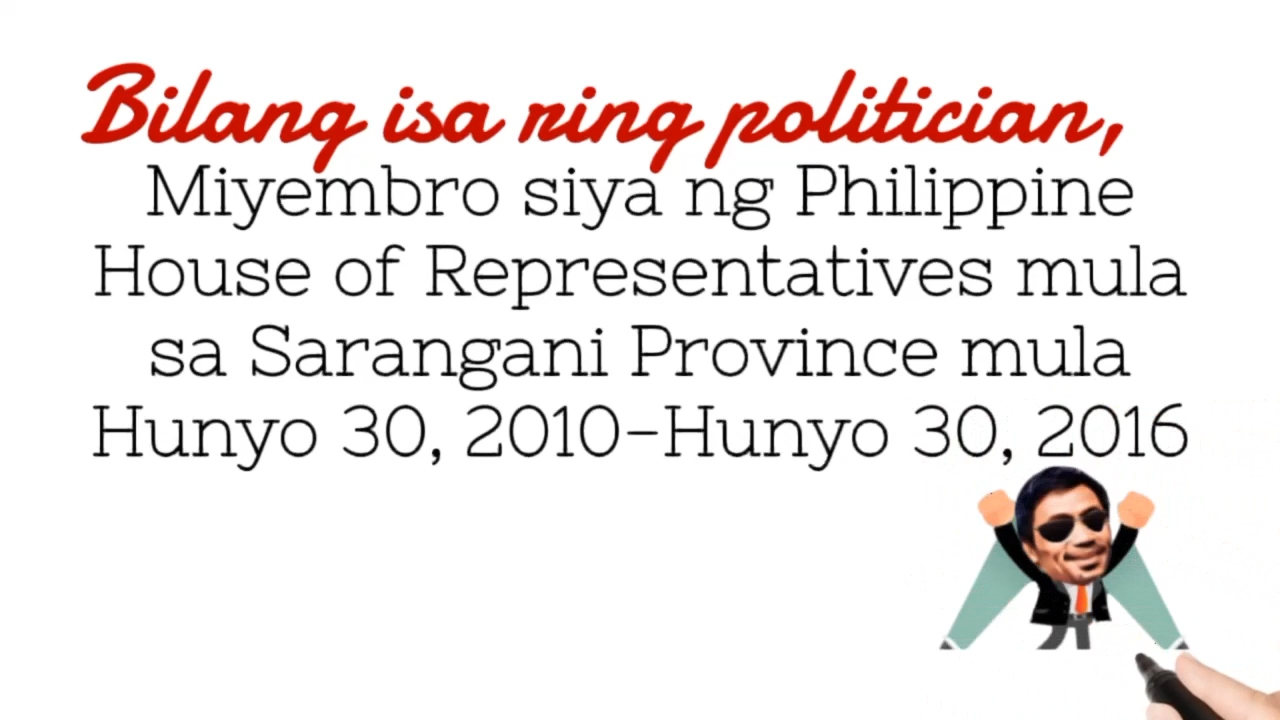 Bilang isa ring politician,
Miyembro siya ng Philippine
House of Representatives mula
sa Sarangani Province mula
Hunyo 30, 2010-Hunyo 30, 2016